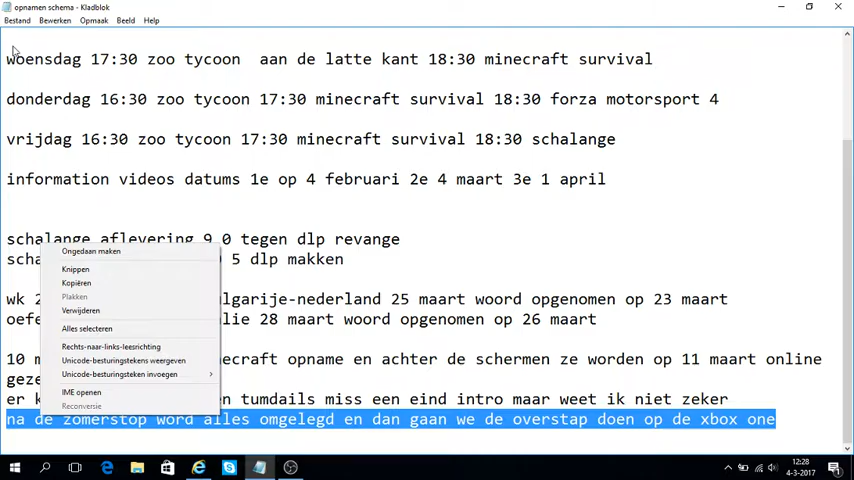 opnamen schema - Kladblok
Bestand Bewerken Opmaak Beeld Help
woensdag 17:30 zoo tycoon aan de latte kant 18:30 minecraft survival
donderdag 16:30 zoo tycoon 17:30 minecraft survival 18:30 forza motorsport 4
vrijdag 16:30 zoo tycoon 17:30 minecraft survival 18:30 schalange
information videos datums 1e op 4 februari 2e 4 maart 3e 1 april
schalange aflevering 9 0 tegen dlp revange
Ongedaan maken
scha 5 dlp makken
Knippen
Kopiëren
Plakken
wk 2 lgarije-nederland 25 maart woord opgenomen op 23 maart
Verwijderen
oefe lie 28 maart woord opgenomen op 26 maart
Alles selecteren
Rechts-naar-links-leesrichting
10 m necraft opname en achter de schermen ze worden op 11 maart online
Unicode-besturingstekens weergeven
geze
Unicode-besturingsteken invoegen
er k en tumdails miss een eind intro maar weet ik niet zeker
IME openen
Reconversie
na de zomerstop word alles omgelegd en dan gaan we de overstap doen op de xbox one
12:28
4-3-2017